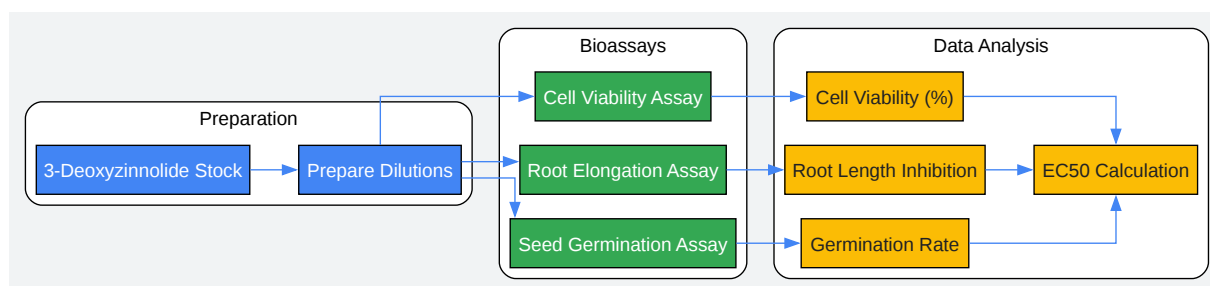 Preparation
3-Deoxyzinnolide Stock
Prepare Dilutions
Bioassays
Cell Viability Assay
Root Elongation Assay
Seed Germination Assay
Data Analysis
Cell Viability (%)
Root Length Inhibition
Germination Rate
EC50 Calculation